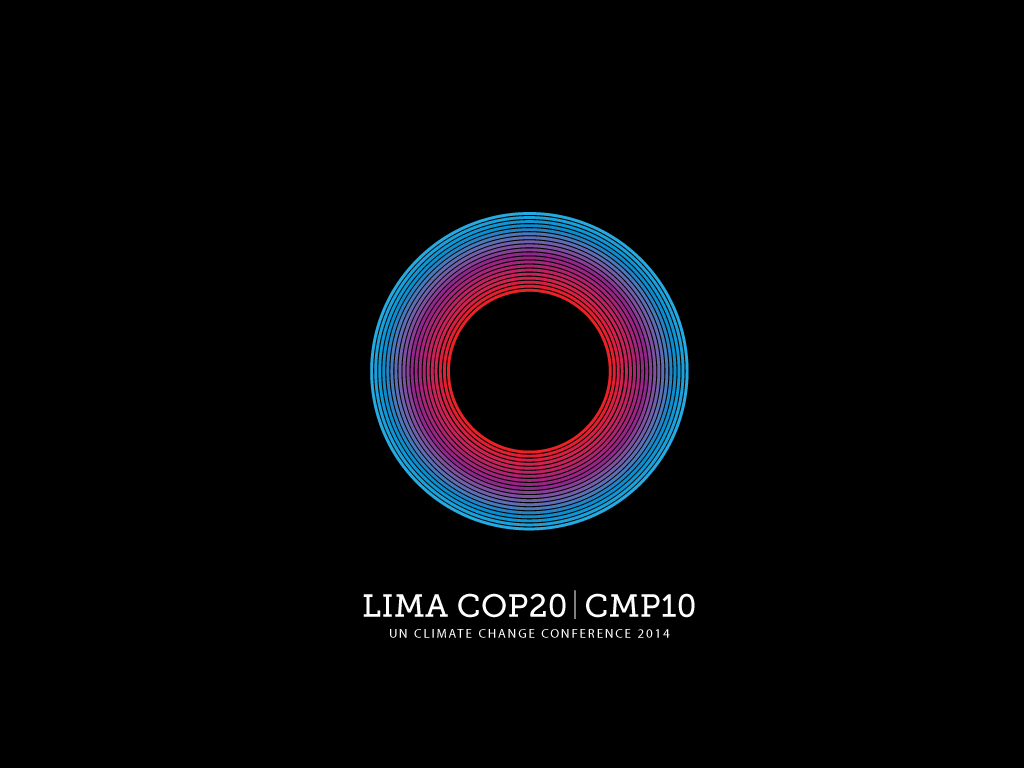 LIMA COP20 | CMP10
UN CLIMATE CHANGE CONFERENCE 2014